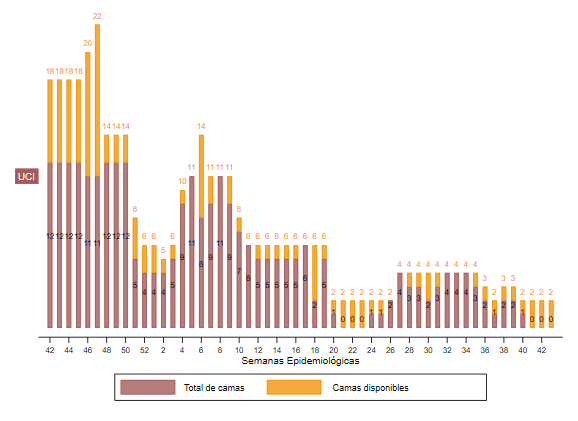 18 18 18 18 20 22 14 14 14 8 6 6 5 6 10 11 14 11 11 8 6 6 6 6 6 6 6 6 6 2 2 2 2 2 2 2 4 4 4 4 4 4 4 4 6 3 2 3 3 2 2 2 2
UCI
12 12 12 12 11 11 12 12 12 5 4 4 4 5 9 11 8 9 11 9 7 6 5 5 5 5 5 6 2 5 1 0 0 0 1 1 2 4 3 3 2 3 4 4 4 3 2 1 2 2 1 0 0 0
42 44 46 48 50 52 2 4 6 8 10 12 14 16 18 20 22 24 26 28 30 32 34 36 38 40 42
Semanas Epidemiológicas
Total de camas Camas disponibles